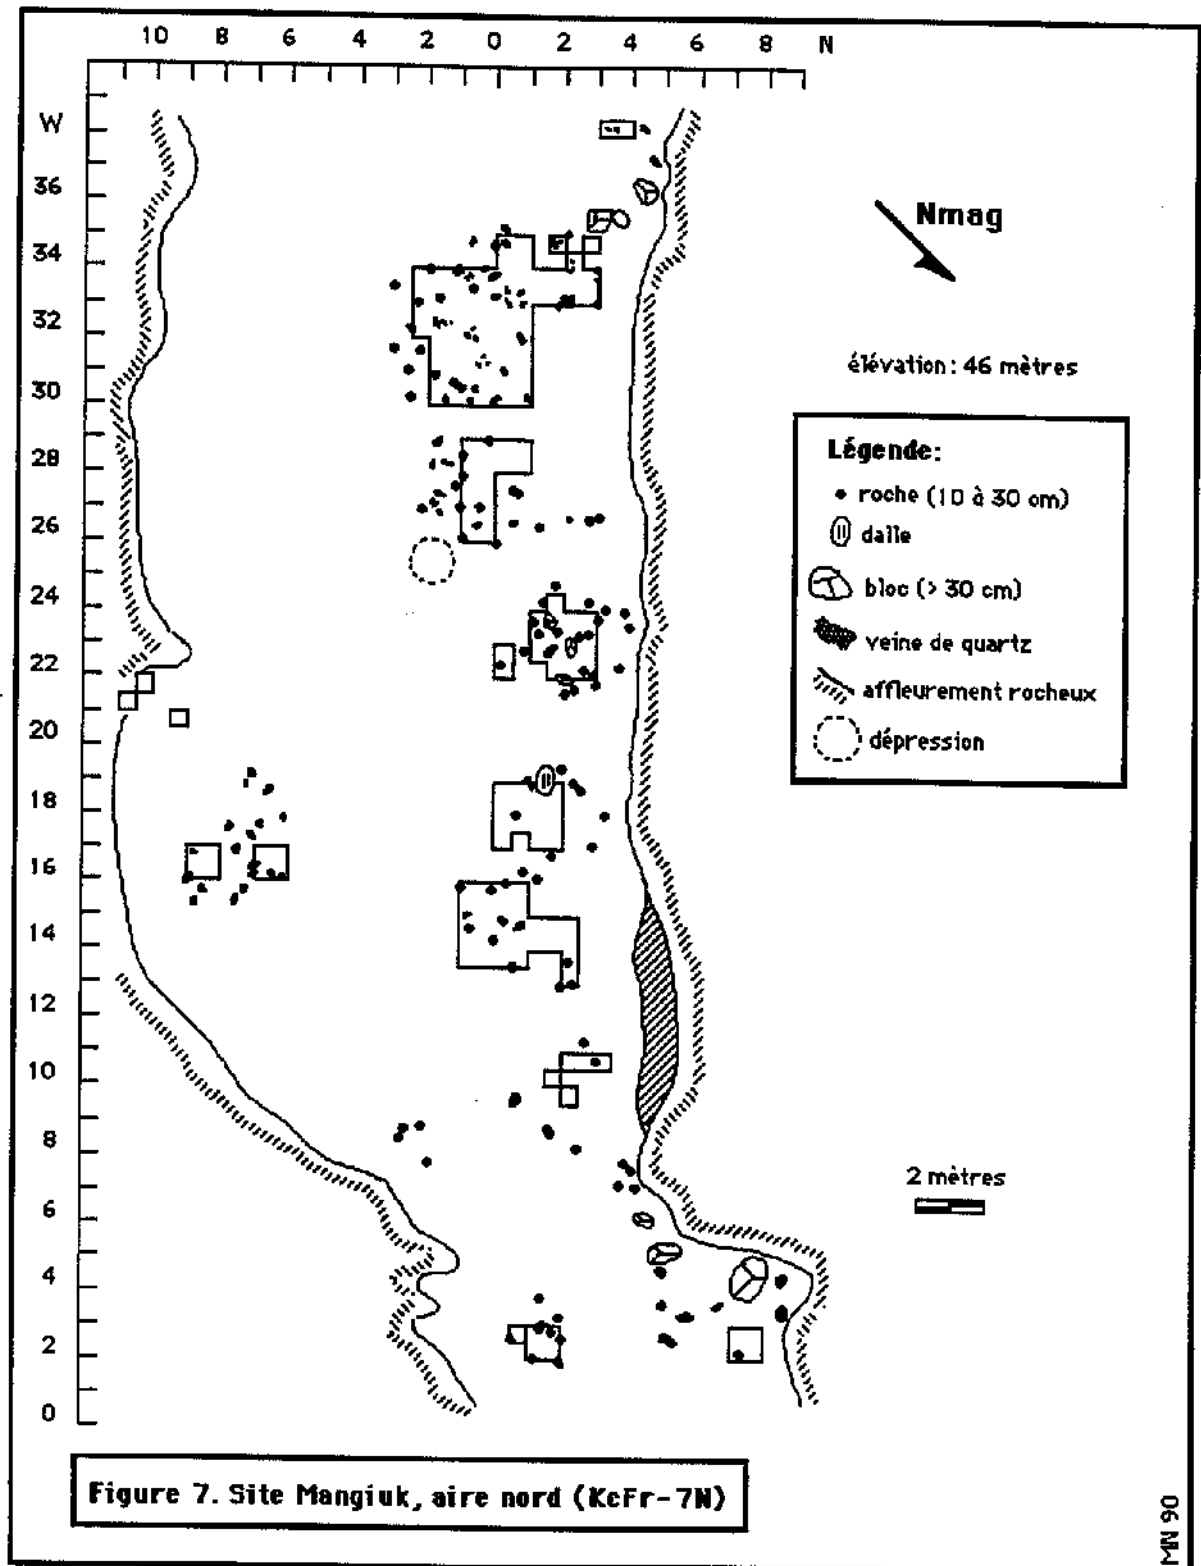 10 8 6 4 2 0 2 4 6 8 N
W
36
34
32
30
28
26
24
22
20
18
16
14
12
10
8
6
4
2
0
Nmag
élévation: 46 mètres
Légende:
roche (10 à 30 cm)
dalle
bloc (> 30 cm)
veine de quartz
affleurement rocheux
dépression
2 mètres
Figure 7. Site Mangiuk, aire nord (KcFr-7N)